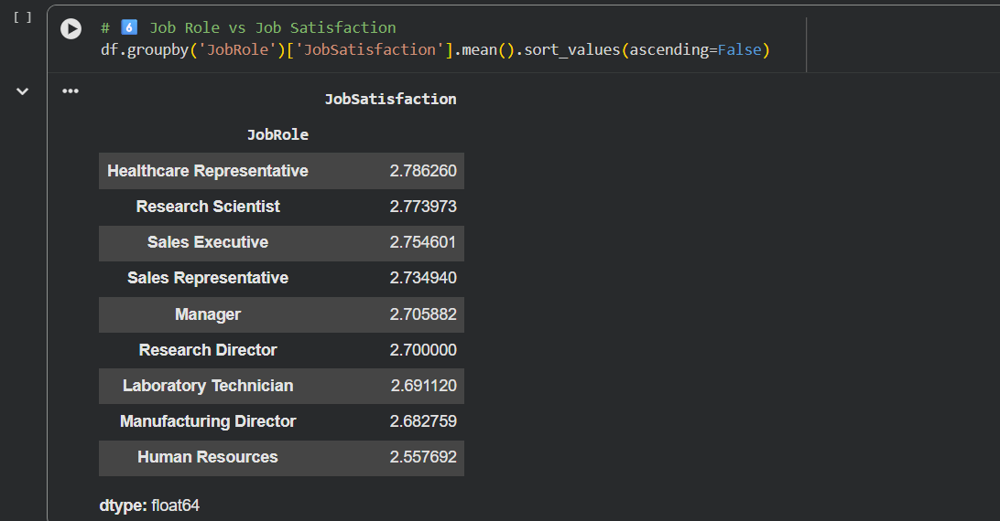 [ ]
# 6️⃣ Job Role vs Job Satisfaction
df.groupby('JobRole')['JobSatisfaction'].mean().sort_values(ascending=False)
JobSatisfaction
JobRole
Healthcare Representative 2.786260
Research Scientist 2.773973
Sales Executive 2.754601
Sales Representative 2.734940
Manager 2.705882
Research Director 2.700000
Laboratory Technician 2.691120
Manufacturing Director 2.682759
Human Resources 2.557692
dtype: float64